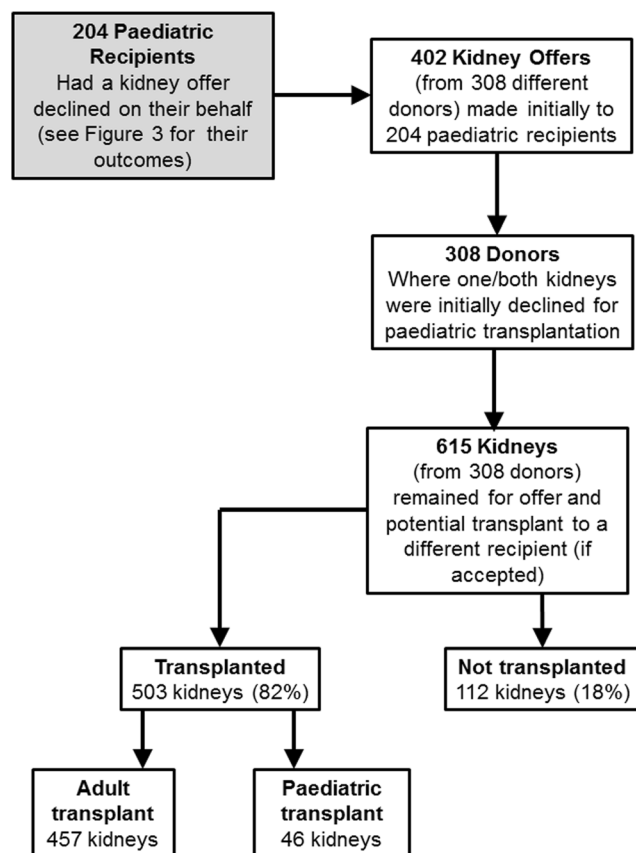 204 Paediatric
Recipients
Had a kidney offer
declined on their behalf
(see Figure 3 for their
outcomes)
402 Kidney Offers
(from 308 different
donors) made initially to
204 paediatric recipients
308 Donors
Where one/both kidneys
were initially declined for
paediatric transplantation
615 Kidneys
(from 308 donors)
remained for offer and
potential transplant to a
different recipient (if
accepted)
Transplanted
503 kidneys (82%)
Not transplanted
112 kidneys (18%)
Adult
transplant
457 kidneys
Paediatric
transplant
46 kidneys